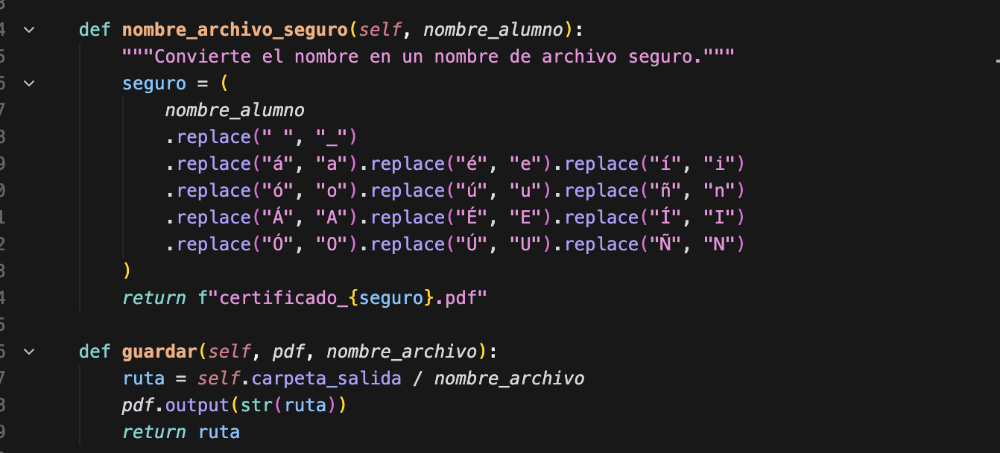 def nombre_archivo_seguro(self, nombre_alumno):
"""Convierte el nombre en un nombre de archivo seguro."""
seguro = (
nombre_alumno
.replace(" ", "_")
.replace("á", "a").replace("é", "e").replace("í", "i")
.replace("ó", "o").replace("ú", "u").replace("ñ", "n")
.replace("Á", "A").replace("É", "E").replace("Í", "I")
.replace("Ó", "O").replace("Ú", "U").replace("Ñ", "N")
)
return f"certificado_{seguro}.pdf"
def guardar(self, pdf, nombre_archivo):
ruta = self.carpeta_salida / nombre_archivo
pdf.output(str(ruta))
return ruta